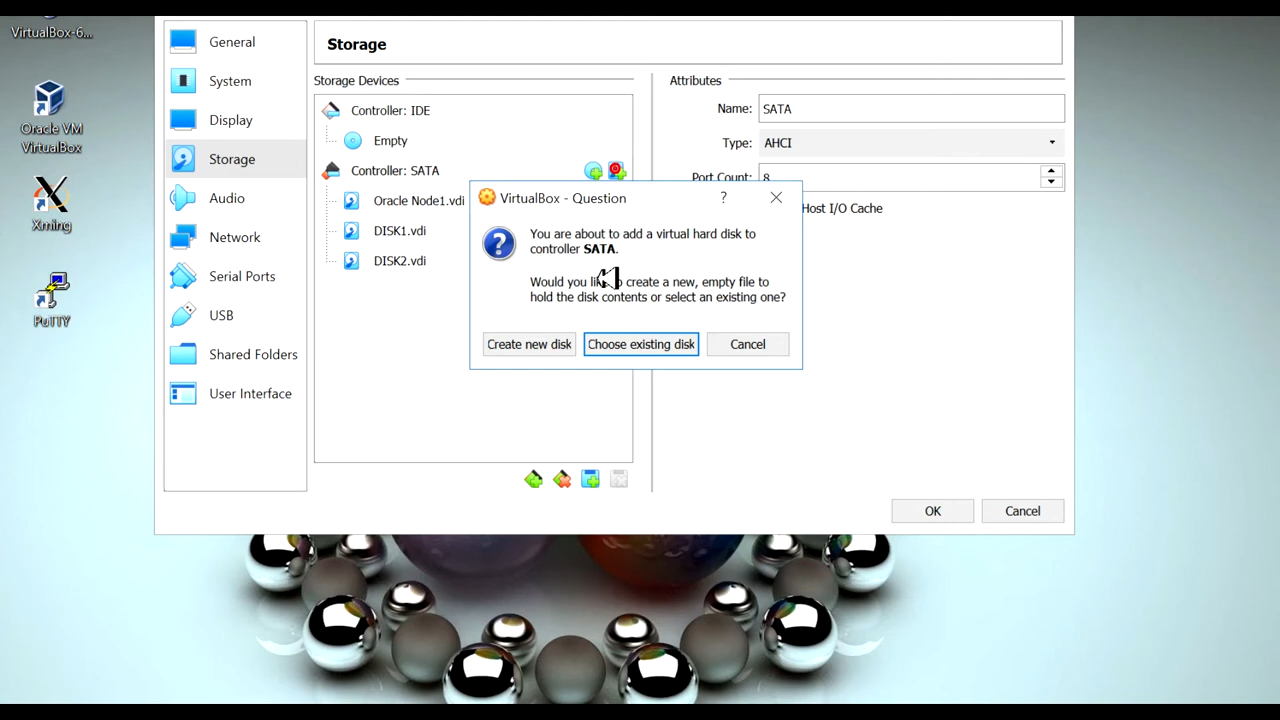 VirtualBox-6...
Oracle VM
VirtualBox
Xming
PuTTY
General
System
Display
Storage
Audio
Network
Serial Ports
USB
Shared Folders
User Interface
Storage
Storage Devices
Controller: IDE
Empty
Controller: SATA
Oracle Node1.vdi
DISK1.vdi
DISK2.vdi
Attributes
Name: SATA
Type: AHCI
Port Count: 8
Host I/O Cache
VirtualBox - Question
?
You are about to add a virtual hard disk to
controller SATA.
Would you create a new, empty file to
hold the disk contents or select an existing one?
Create new disk
Choose existing disk
Cancel
OK
Cancel